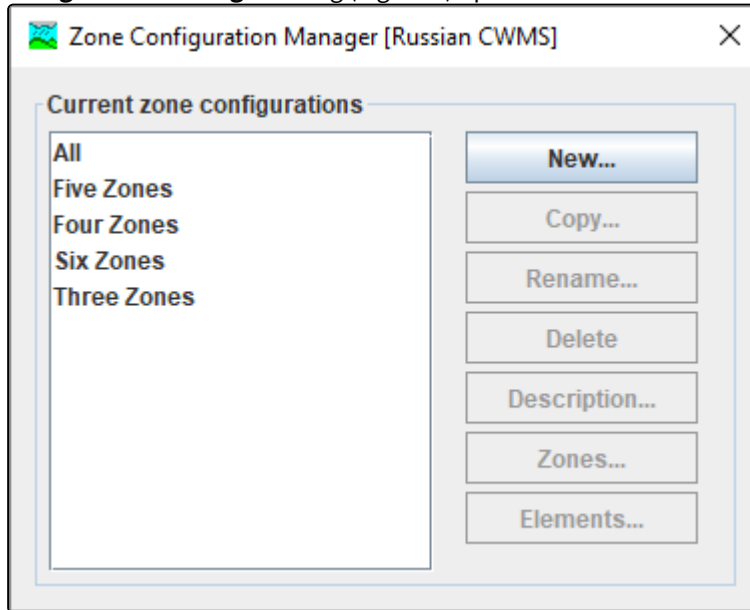 Zone Configuration Manager [Russian CWMS]
Current zone configurations
All
Five Zones
Four Zones
Six Zones
Three Zones
New...
Copy...
Rename...
Delete
Description...
Zones...
Elements...